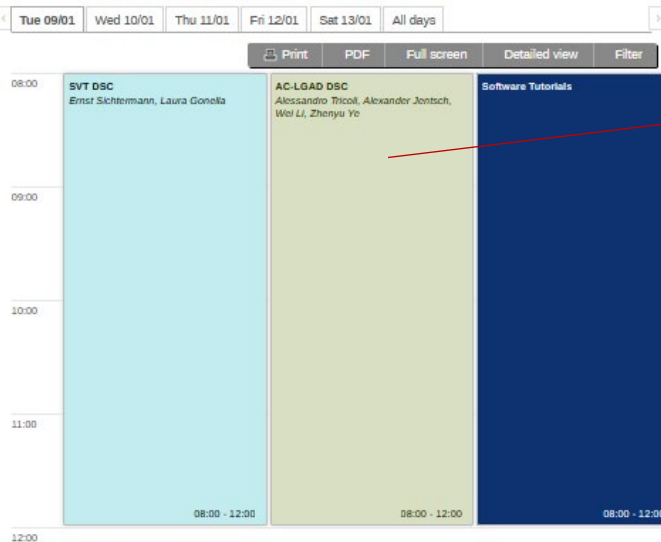 Tue 09/01 Wed 10/01 Thu 11/01 Fri 12/01 Sat 13/01 All days
Print PDF Full screen Detailed view Filter
08:00
SVT DSC
Ernst Sichtermann, Laura Gonella
AC-LGAD DSC
Alessandro Tricoli, Alexander Jentsch,
Wei Li, Zhenyu Ye
Software Tutorials
09:00
10:00
11:00
08:00 - 12:00
08:00 - 12:00
08:00 - 12:00
12:00